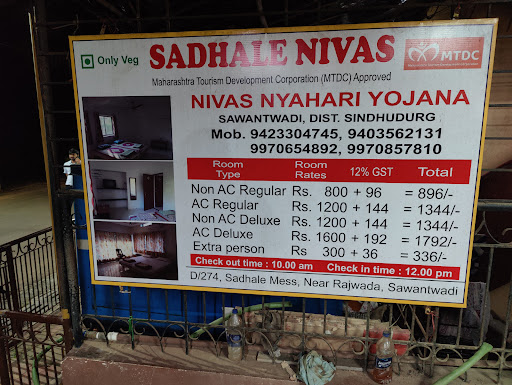 Only Veg
SADHALE NIVAS
MTDC
Maharashtra Tourism Development Corporation (MTDC) Approved
NIVAS NYAHARI YOJANA
SAWANTWADI, DIST. SINDHUDURG
Mob. 9423304745, 9403562131
9970654892, 9970857810
Room Type Room Rates 12% GST Total
Non AC Regular Rs. 800 + 96 = 896/-
AC Regular Rs. 1200 + 144 = 1344/-
Non AC Deluxe Rs. 1200 + 144 = 1344/-
AC Deluxe Rs. 1600 + 192 = 1792/-
Extra person Rs 300 + 36 = 336/-
Check out time : 10.00 am Check in time : 12.00 pm
D/274, Sadhale Mess, Near Rajwada, Sawantwadi